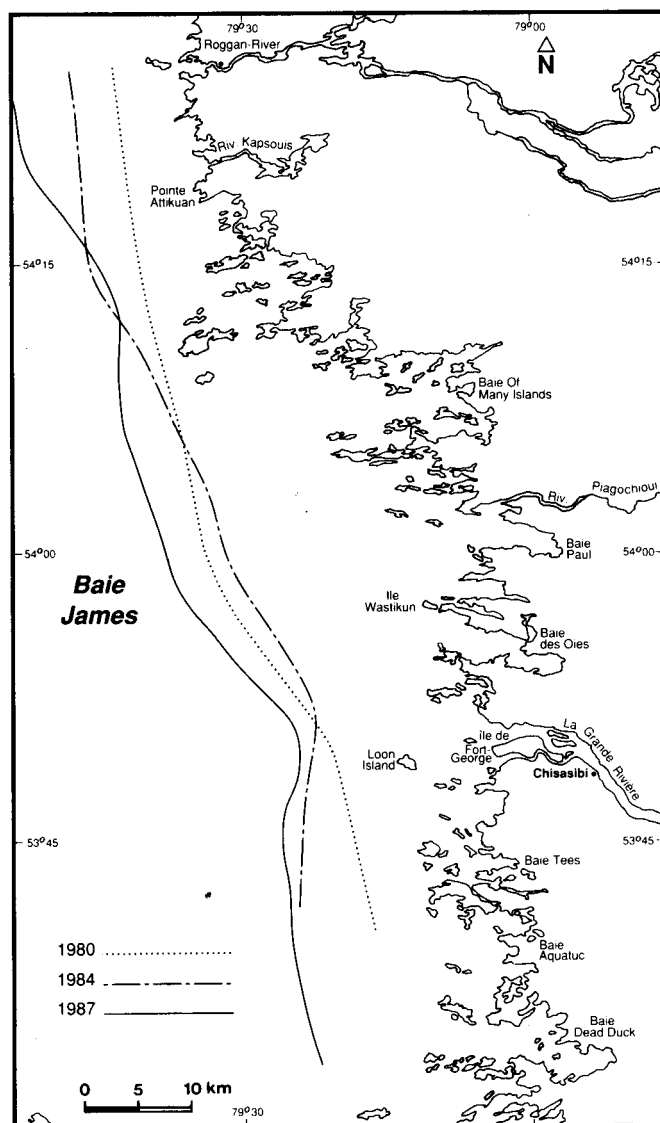 79°30
79°00
Roggan-River
N
Riv. Kapsouis
Pointe
Attikuan
54°15
54°15
Baie Of
Many Islands
Riv. Piagochioui
Baie
Paul
54°00
54°00
Baie
James
Ile
Wastikun
Baie
des Oies
La Grande Rivière
île de
Fort-
George
Loon
Island
Chisasibi
53°45
53°45
Baie Tees
Baie
Aquatuc
1980
1984
1987
Baie
Dead Duck
0 5 10 km
79°30
79°00